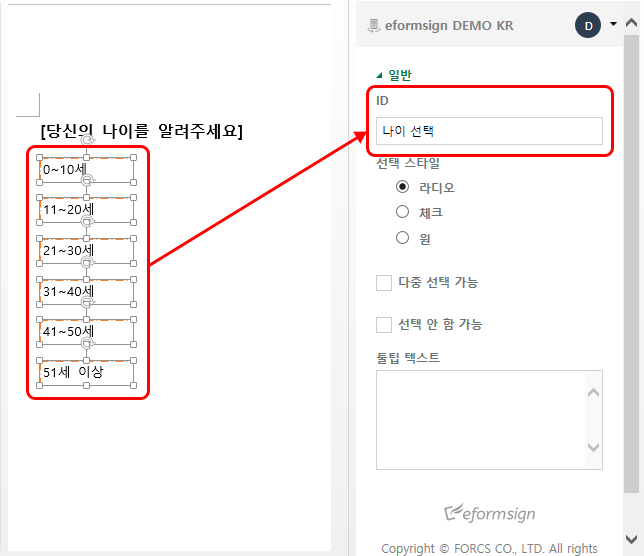 [당신의 나이를 알려주세요]
0~10세
11~20세
21~30세
31~40세
41~50세
51세 이상
eformsign DEMO KR
D
일반
ID
나이 선택
선택 스타일
라디오
체크
원
다중 선택 가능
선택 안 함 가능
툴팁 텍스트
eformsign
Copyright © FORCS CO., LTD. All rights